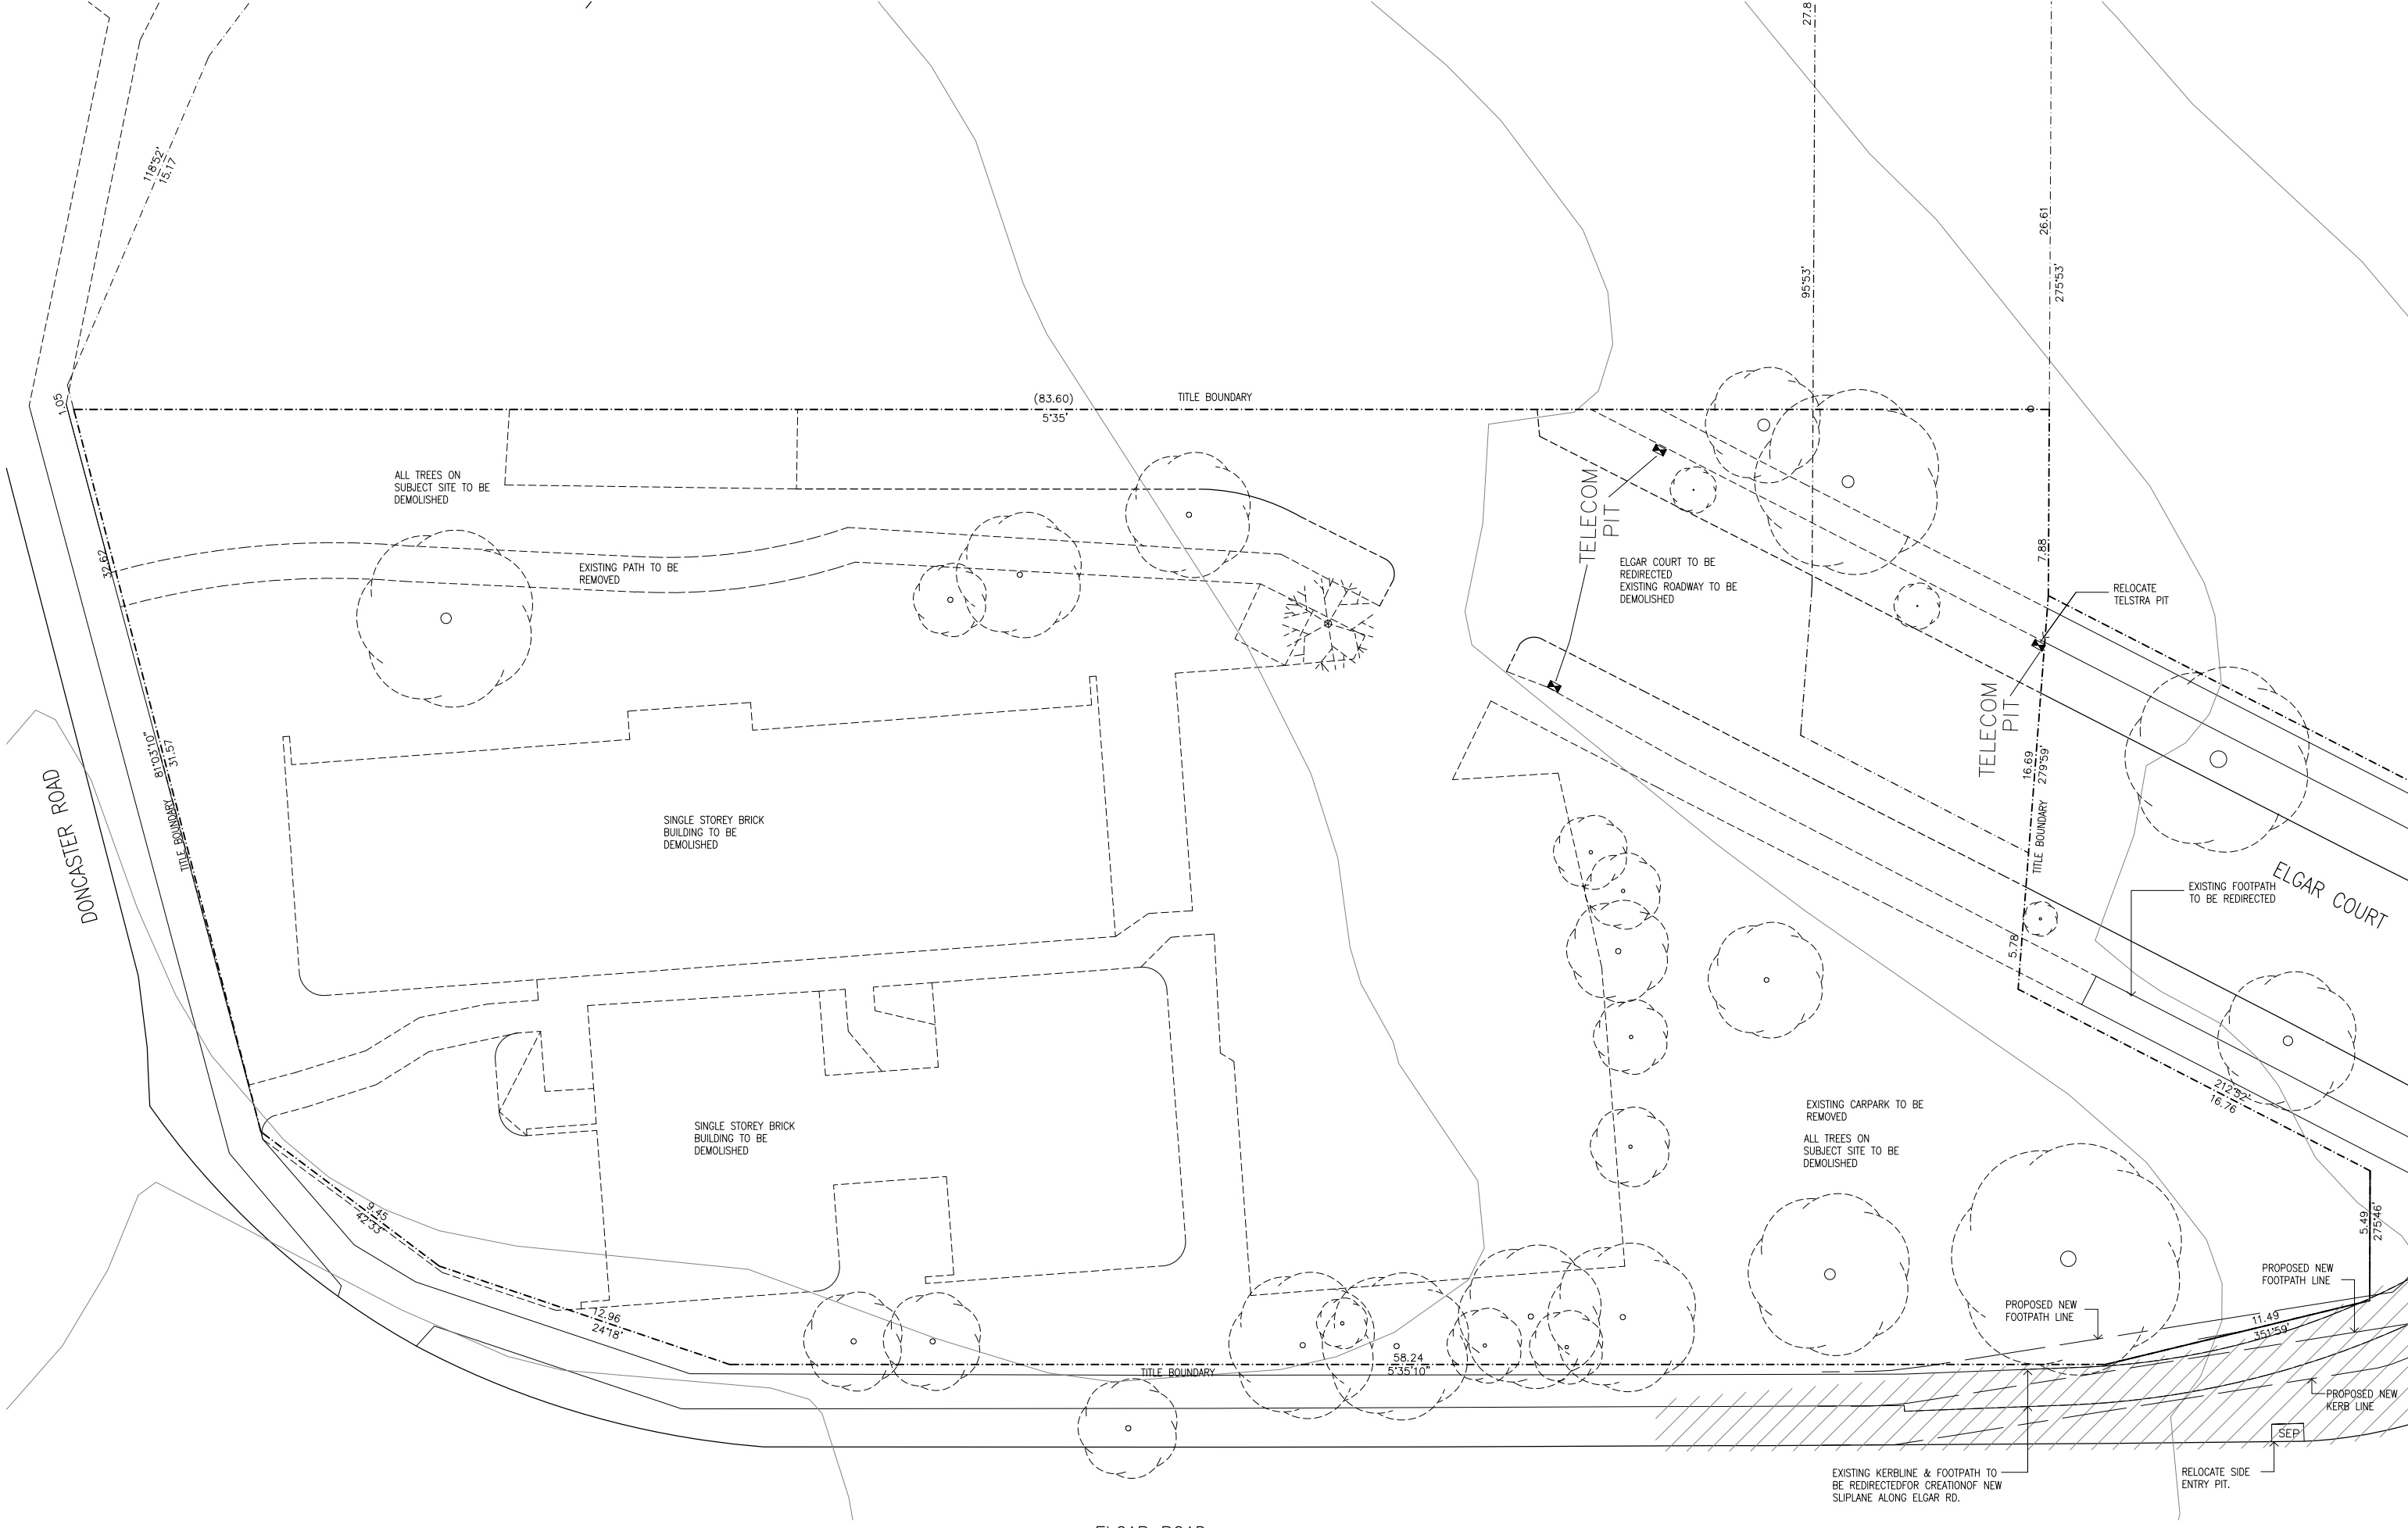 27.8
118°52'
15.17
26.61
275°53'
95°53'
1.05
(83.60)
5°35'
TITLE BOUNDARY
ALL TREES ON
SUBJECT SITE TO BE
DEMOLISHED
TELECOM
PIT
32.62
EXISTING PATH TO BE
REMOVED
ELGAR COURT TO BE
REDIRECTED
EXISTING ROADWAY TO BE
DEMOLISHED
7.88
RELOCATE
TELSTRA PIT
TELECOM
PIT
81°03'10"
31.57
TITLE BOUNDARY
DONCASTER ROAD
SINGLE STOREY BRICK
BUILDING TO BE
DEMOLISHED
16.69
279°59'
TITLE BOUNDARY
5.78
EXISTING FOOTPATH
TO BE REDIRECTED
ELGAR COURT
212°52'
16.76
SINGLE STOREY BRICK
BUILDING TO BE
DEMOLISHED
EXISTING CARPARK TO BE
REMOVED
ALL TREES ON
SUBJECT SITE TO BE
DEMOLISHED
9.45
42°33'
5.49
275°46'
PROPOSED NEW
FOOTPATH LINE
PROPOSED NEW
FOOTPATH LINE
12.96
24°18'
11.49
351°59'
58.24
5°35'10"
TITLE BOUNDARY
PROPOSED NEW
KERB LINE
SEP
EXISTING KERBLINE & FOOTPATH TO
BE REDIRECTEDFOR CREATIONOF NEW
SLIPLANE ALONG ELGAR RD.
RELOCATE SIDE
ENTRY PIT.
ELGAR ROAD